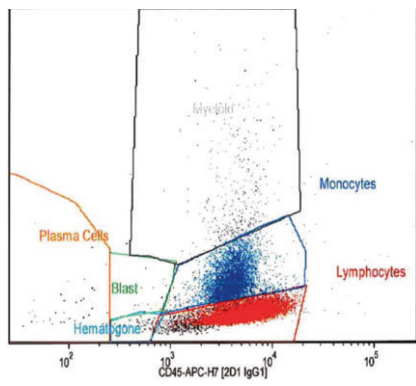 Myeloid
Monocytes
Plasma Cells
Lymphocytes
Blast
Hematogone
10² 10³ 10⁴ 10⁵
CD45-APC-H7 [2D1 IgG1]